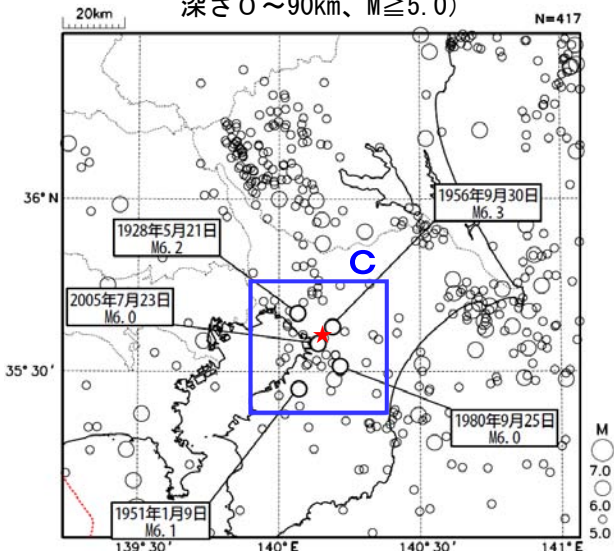 深さ0～90km、M≧5.0)
20km
N=417
36°N
1956年9月30日
M6.3
1928年5月21日
M6.2
C
2005年7月23日
M6.0
35°30'
1980年9月25日
M6.0
M
7.0
6.0
5.0
1951年1月9日
M6.1
139°30'
140°E
140°30'
141°E